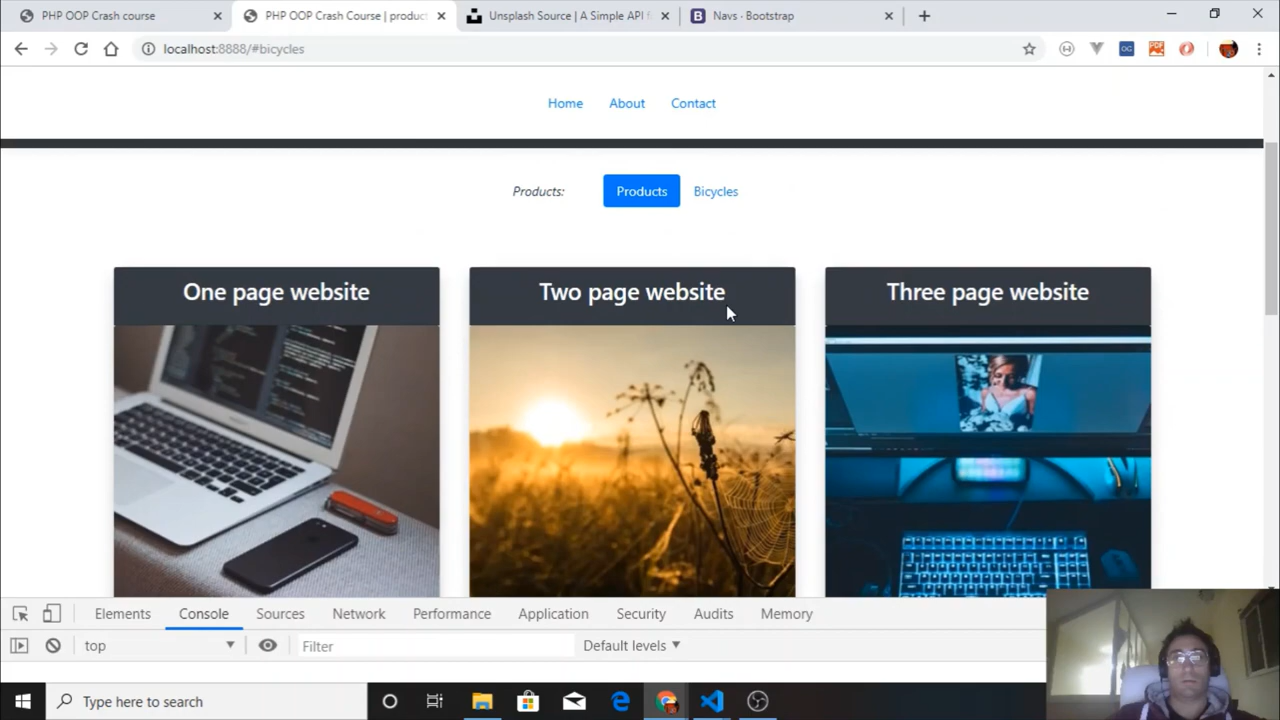 PHP OOP Crash course
PHP OOP Crash Course | product
Unsplash Source | A Simple API f
B Navs · Bootstrap
localhost:8888/#bicycles
OG
PDF
Home About Contact
Products: Products Bicycles
One page website
Two page website
Three page website
Elements Console Sources Network Performance Application Security Audits Memory
top Filter Default levels
Type here to search